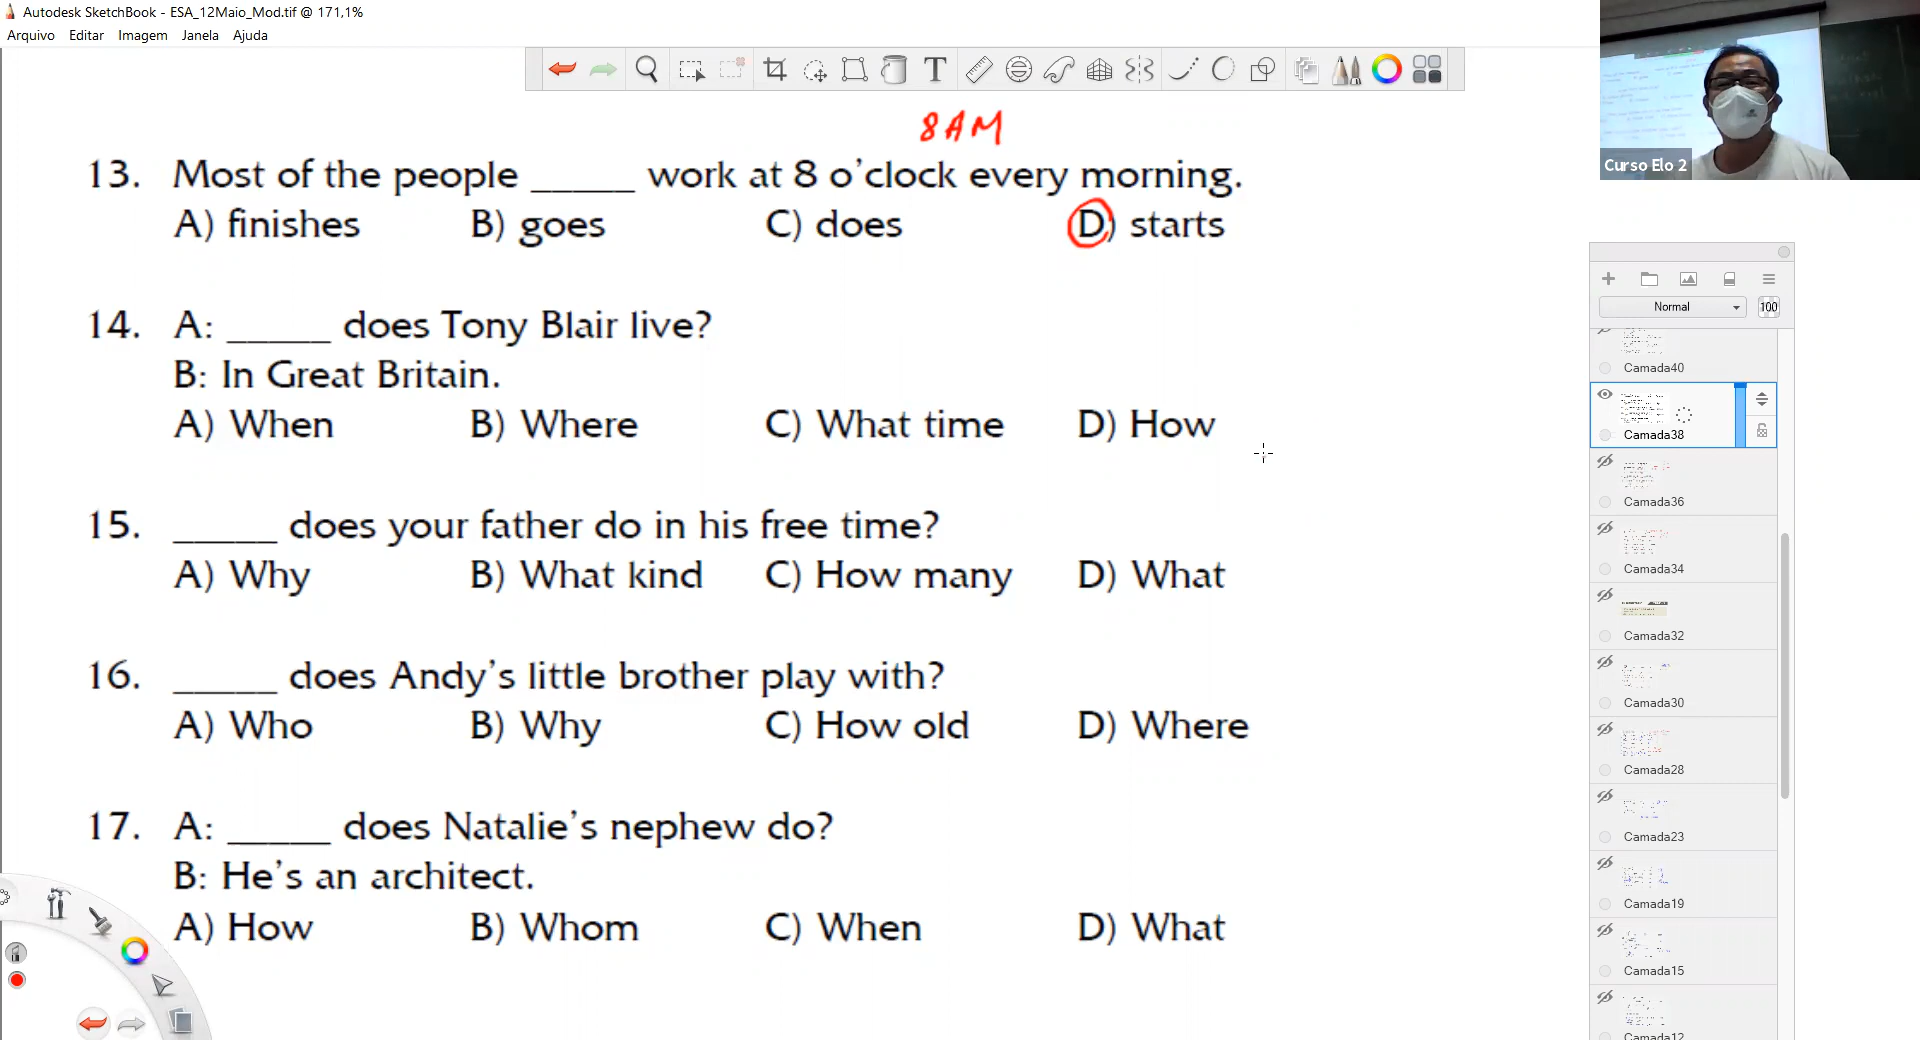 Autodesk SketchBook - ESA_12Maio_Mod.tif @ 171,1%
Arquivo Editar Imagem Janela Ajuda
T
Curso Elo 2
8AM
13. Most of the people _____ work at 8 o'clock every morning.
A) finishes B) goes C) does D) starts
14. A: _____ does Tony Blair live?
B: In Great Britain.
A) When B) Where C) What time D) How
15. _____ does your father do in his free time?
A) Why B) What kind C) How many D) What
16. _____ does Andy's little brother play with?
A) Who B) Why C) How old D) Where
17. A: _____ does Natalie's nephew do?
B: He's an architect.
A) How B) Whom C) When D) What
Normal 100
Camada40
Camada38
Camada36
Camada34
Camada32
Camada30
Camada28
Camada23
Camada19
Camada15
Camada12